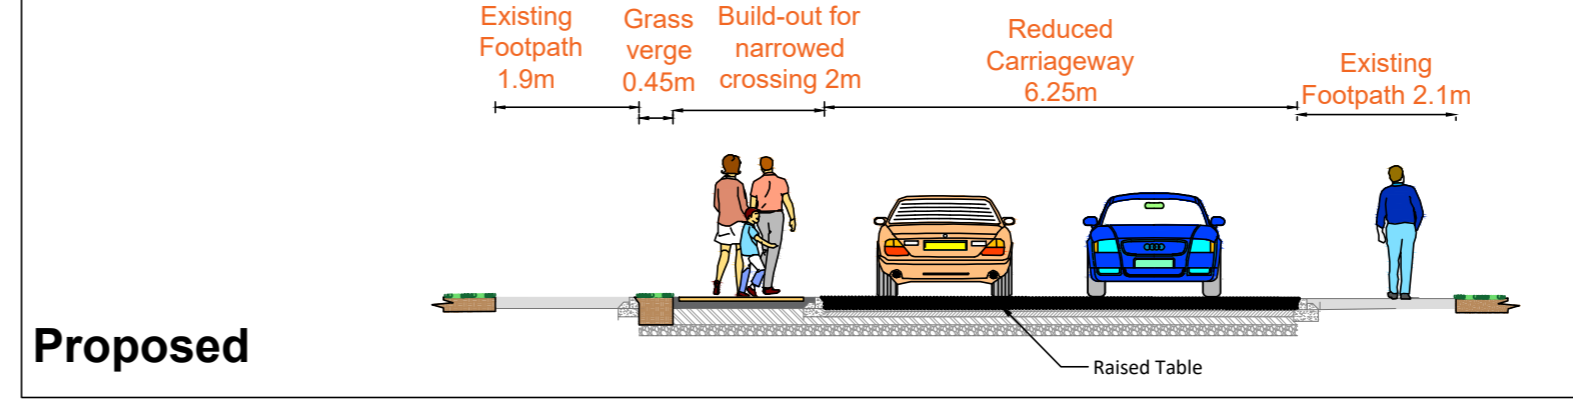 Existing
Footpath
1.9m
Grass
verge
0.45m
Build-out for
narrowed
crossing 2m
Reduced
Carriageway
6.25m
Existing
Footpath 2.1m
Proposed
Raised Table